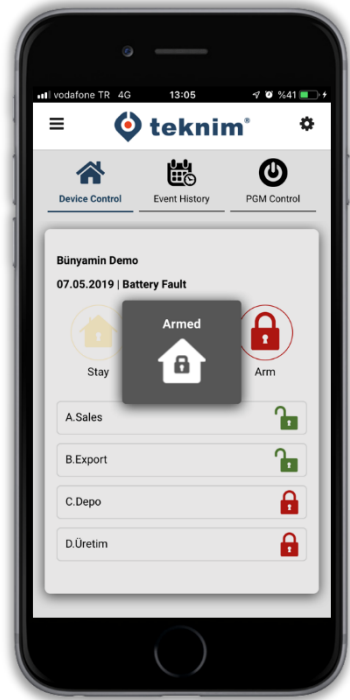 vodafone TR 4G 13:05 %41
teknim®
Device Control Event History PGM Control
Bünyamin Demo
07.05.2019 | Battery Fault
Armed
Stay Arm
A.Sales
B.Export
C.Depo
D.Üretim